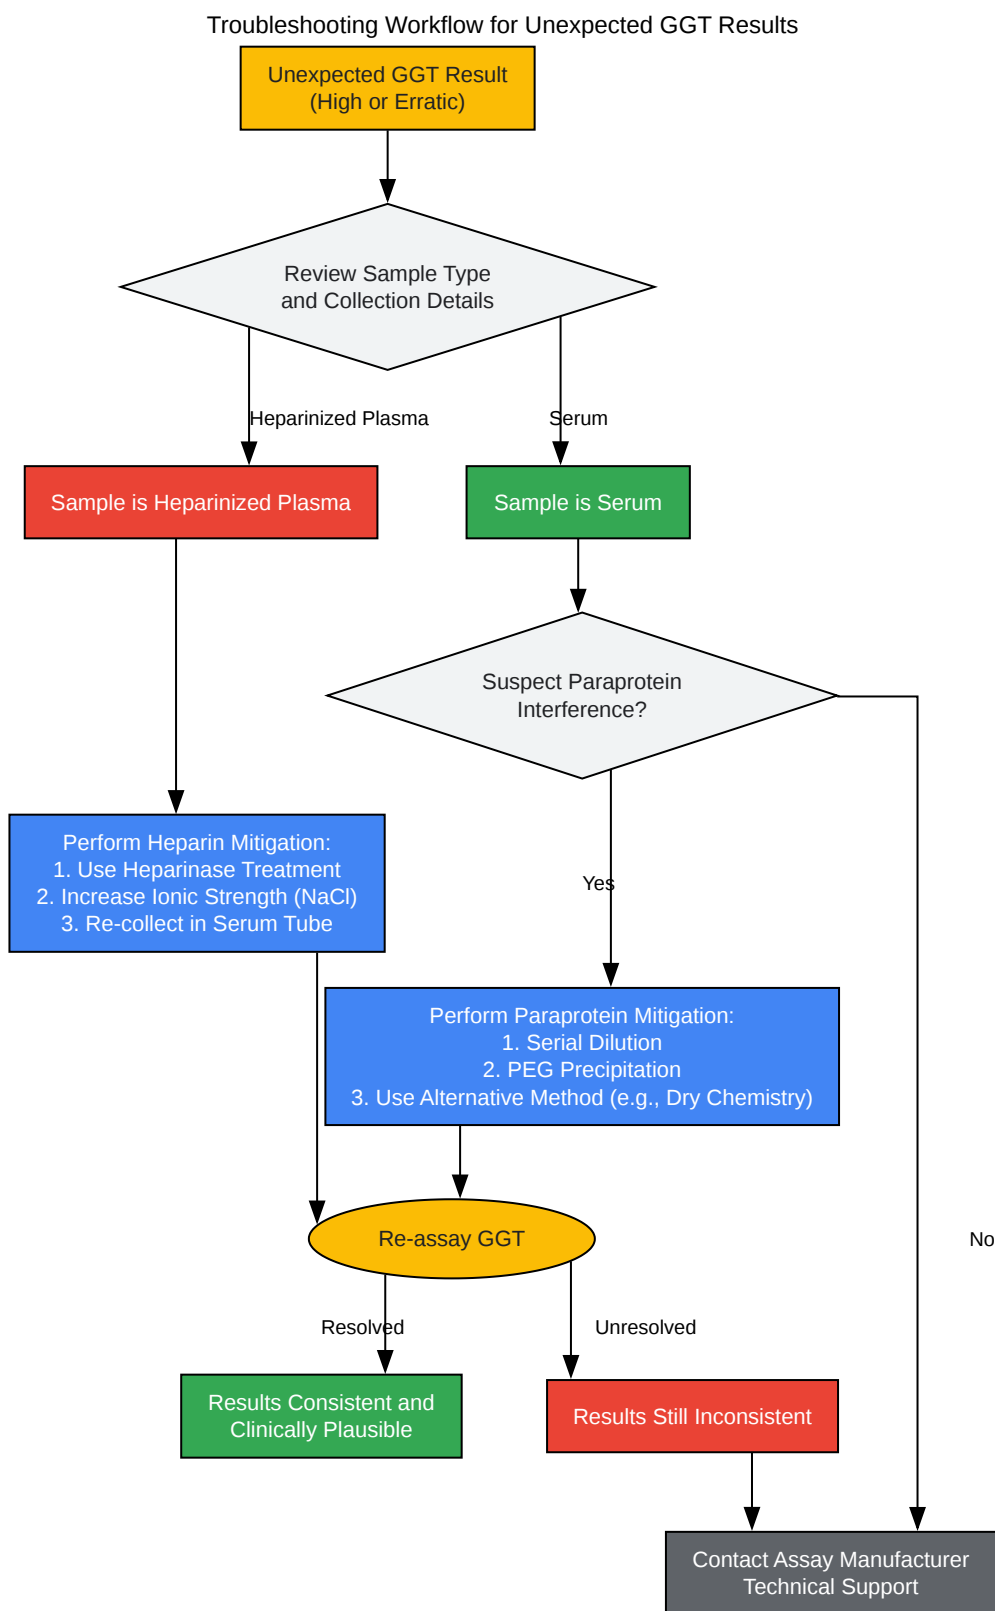 Troubleshooting Workflow for Unexpected GGT Results
Unexpected GGT Result
(High or Erratic)
Review Sample Type
and Collection Details
Heparinized Plasma
Serum
Sample is Heparinized Plasma
Sample is Serum
Suspect Paraprotein
Interference?
Perform Heparin Mitigation:
1. Use Heparinase Treatment
2. Increase Ionic Strength (NaCl)
3. Re-collect in Serum Tube
Yes
Perform Paraprotein Mitigation:
1. Serial Dilution
2. PEG Precipitation
3. Use Alternative Method (e.g., Dry Chemistry)
Re-assay GGT
No
Resolved
Unresolved
Results Consistent and
Clinically Plausible
Results Still Inconsistent
Contact Assay Manufacturer
Technical Support